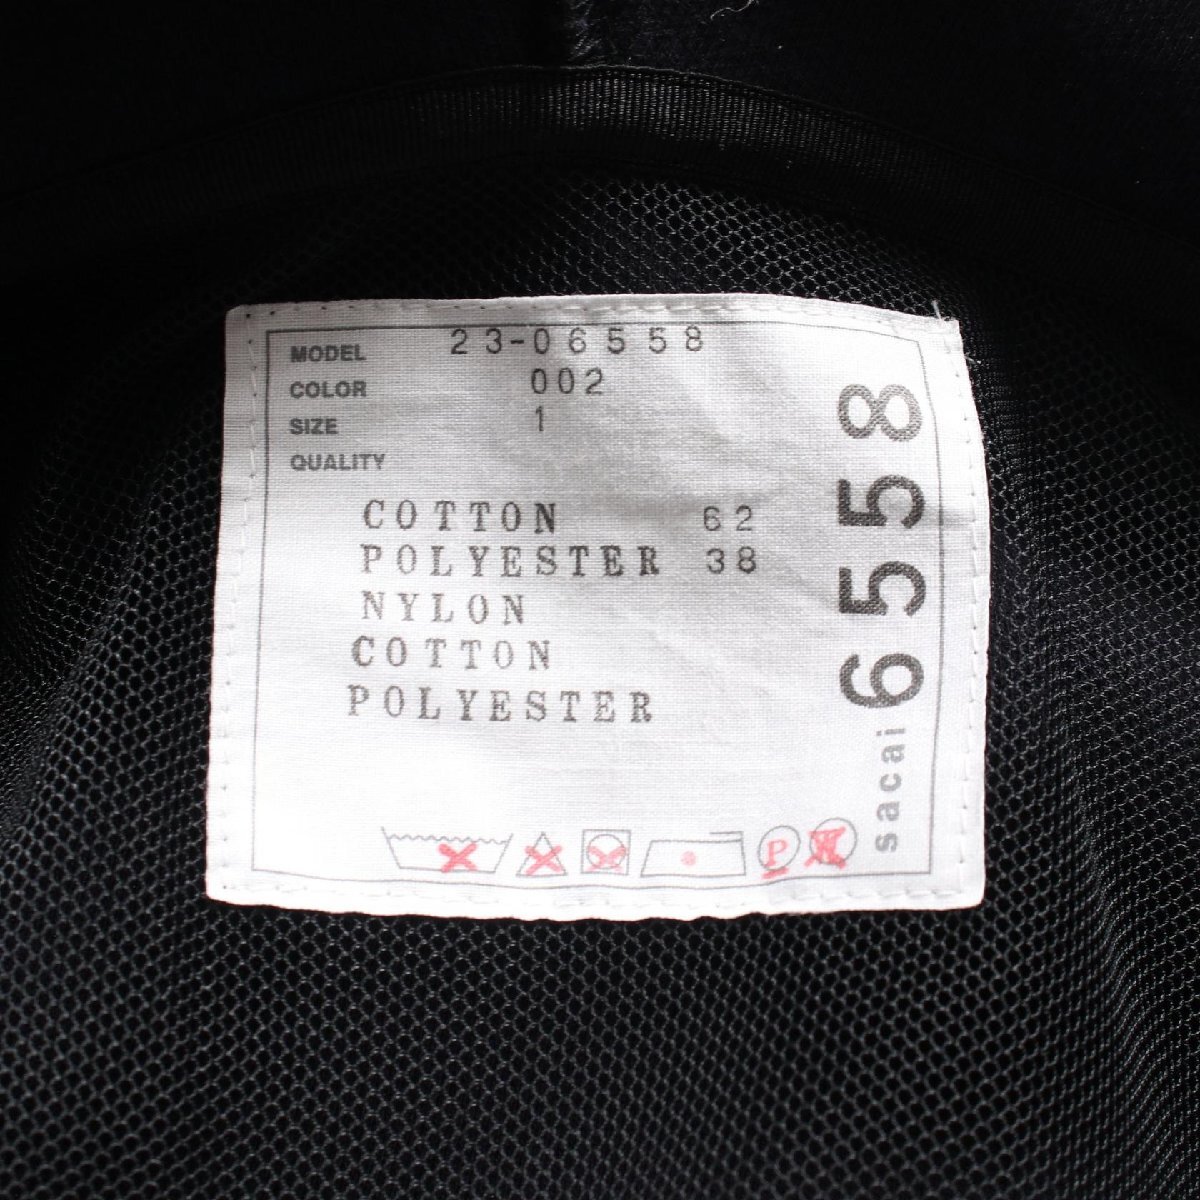 MODEL 23-06558
COLOR 002
SIZE 1
QUALITY
COTTON 62
POLYESTER 38
NYLON
COTTON
POLYESTER
P
W
sacai 6558